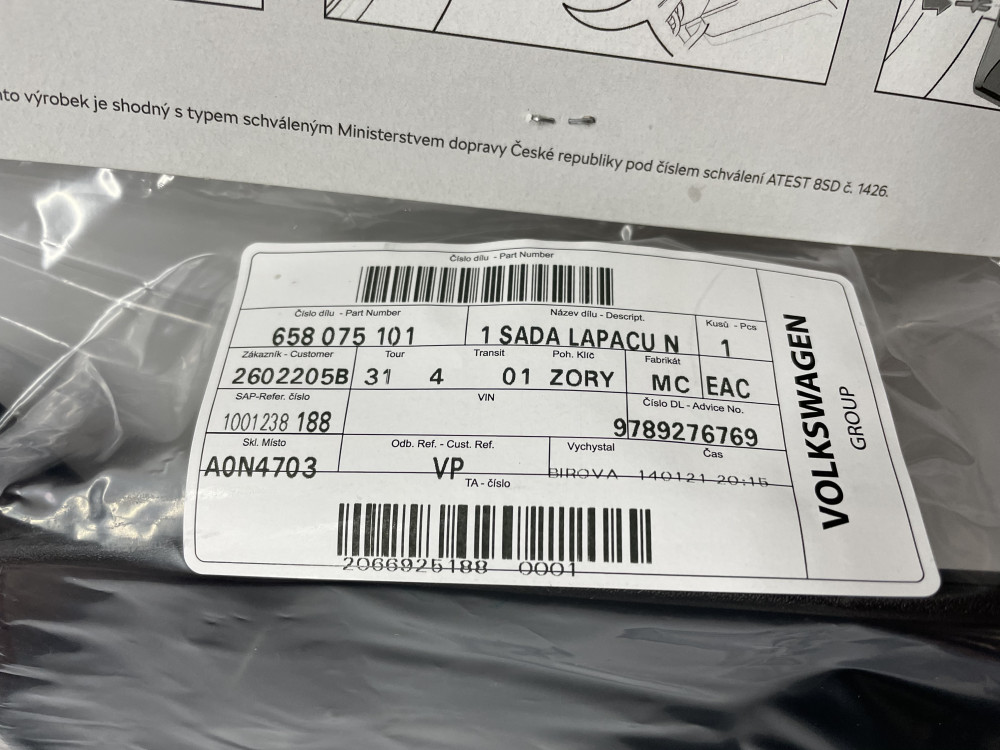 to výrobek je shodný s typem schváleným Ministerstvem dopravy České republiky pod číslem schválení ATEST 8SD č. 1426.
Číslo dílu - Part Number
Číslo dílu - Part Number Název dílu - Descript. Kusů - Pcs
658 075 101 1 SADA LAPACU N 1
Zákazník - Customer Tour Transit Poh. Klíč Fabrikát
2602205B 31 4 01 ZORY MC EAC
SAP-Refer. číslo VIN Číslo DL - Advice No.
1001238 188 9789276769
Skl. Místo Odb. Ref. - Cust. Ref. Vychystal Čas
A0N4703 VP BIROVA 140121 20:15
TA - číslo
2066925188 0001
VOLKSWAGEN
GROUP